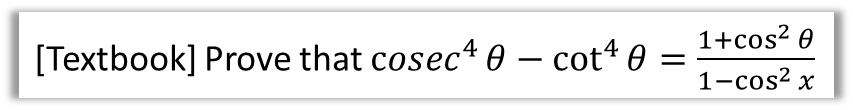 [Textbook] Prove that cosec⁴ θ − cot⁴ θ = (1+cos² θ)/(1−cos² x)